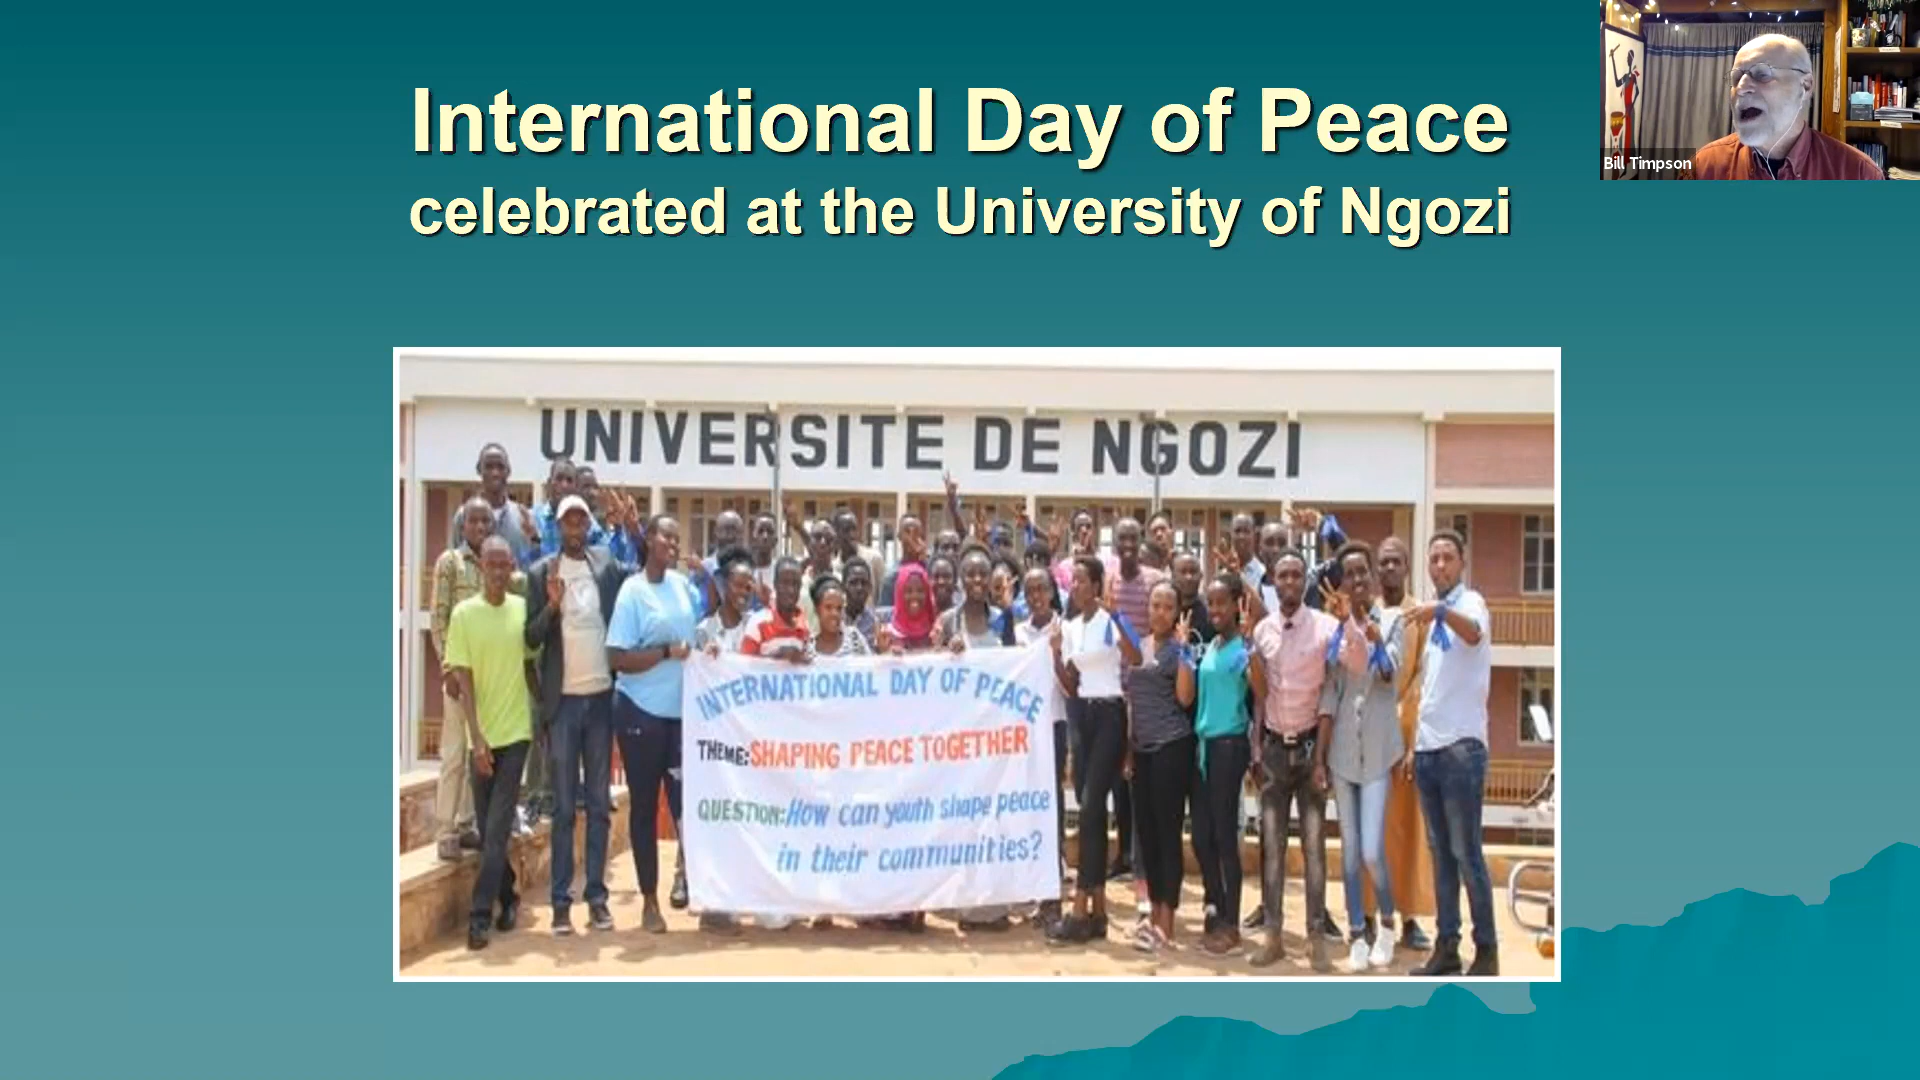 International Day of Peace
celebrated at the University of Ngozi
Bill Timpson
UNIVERSITE DE NGOZI
INTERNATIONAL DAY OF PEACE
THEME:SHAPING PEACE TOGETHER
QUESTION:How can youth shape peace
in their communities?